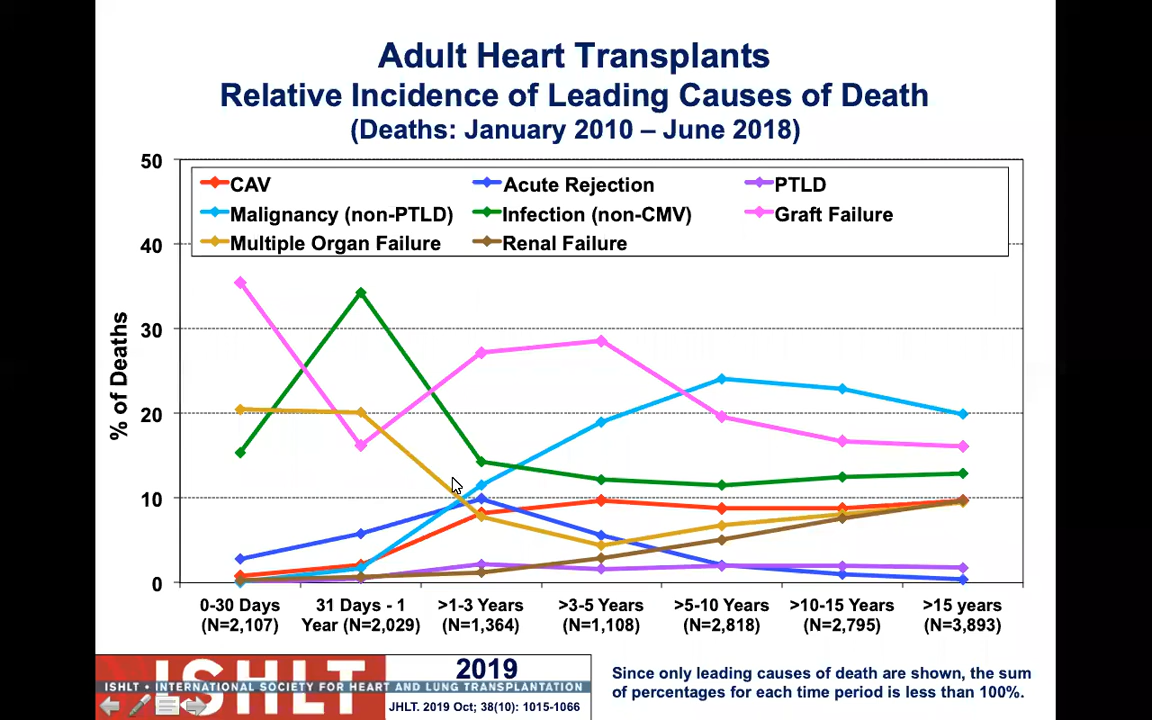 Adult Heart Transplants
Relative Incidence of Leading Causes of Death
(Deaths: January 2010 – June 2018)
50
40
30
20
10
0
% of Deaths
CAV
Acute Rejection
PTLD
Malignancy (non-PTLD)
Infection (non-CMV)
Graft Failure
Multiple Organ Failure
Renal Failure
0-30 Days
(N=2,107)
31 Days - 1
Year (N=2,029)
>1-3 Years
(N=1,364)
>3-5 Years
(N=1,108)
>5-10 Years
(N=2,818)
>10-15 Years
(N=2,795)
>15 years
(N=3,893)
ISHLT
ISHLT • INTERNATIONAL SOCIETY FOR HEART AND LUNG TRANSPLANTATION
2019
JHLT. 2019 Oct; 38(10): 1015-1066
Since only leading causes of death are shown, the sum
of percentages for each time period is less than 100%.